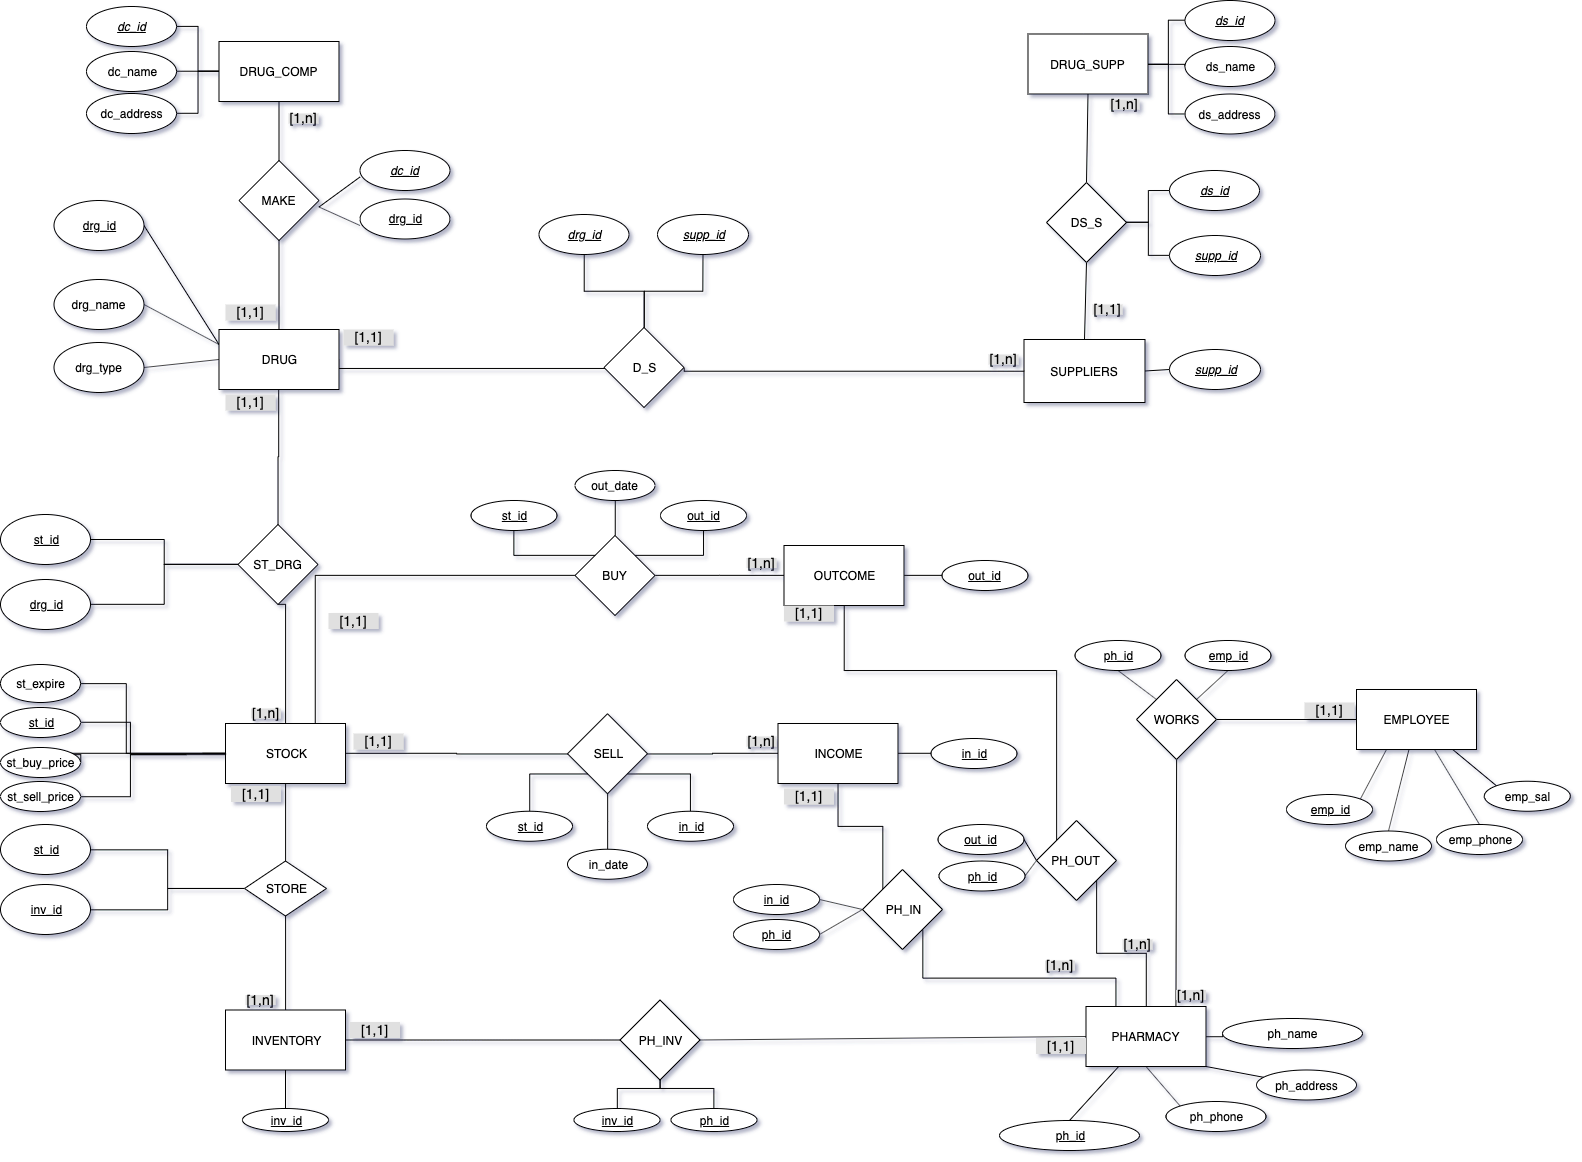 dc_id
dc_name
dc_address
DRUG_COMP
[1,n]
DRUG_SUPP
[1,n]
ds_id
ds_name
ds_address
MAKE
dc_id
drg_id
DS_S
ds_id
supp_id
drg_id
drg_name
drg_type
drg_id
supp_id
[1,1]
DRUG
[1,1]
[1,1]
D_S
[1,n]
[1,1]
SUPPLIERS
supp_id
st_id
drg_id
ST_DRG
out_date
st_id
out_id
BUY
[1,n]
OUTCOME
[1,1]
out_id
[1,1]
st_expire
st_id
st_buy_price
st_sell_price
[1,n]
STOCK
[1,1]
[1,1]
SELL
st_id
in_date
in_id
[1,n]
INCOME
[1,1]
in_id
ph_id
emp_id
WORKS
[1,1]
EMPLOYEE
emp_id
emp_name
emp_phone
emp_sal
st_id
inv_id
STORE
out_id
ph_id
PH_OUT
in_id
ph_id
PH_IN
[1,n]
[1,n]
[1,n]
[1,n]
INVENTORY
[1,1]
inv_id
PH_INV
inv_id
ph_id
[1,1]
PHARMACY
ph_name
ph_address
ph_phone
ph_id